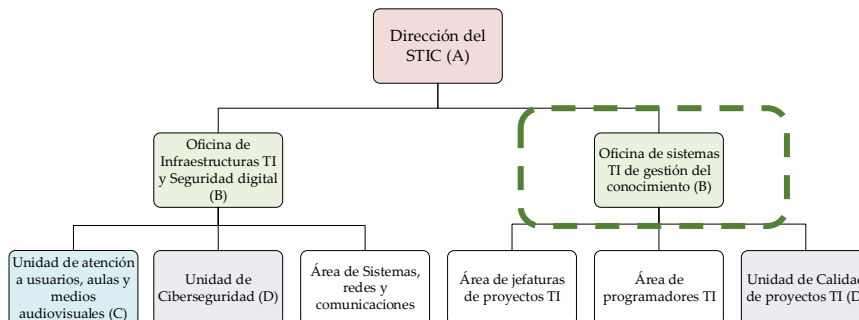 Dirección del
STIC (A)
Oficina de
Infraestructuras TI
y Seguridad digital
(B)
Oficina de sistemas
TI de gestión del
conocimiento (B)
Unidad de atención
a usuarios, aulas y
medios
audiovisuales (C)
Unidad de
Ciberseguridad (D)
Área de Sistemas,
redes y
comunicaciones
Área de jefaturas
de proyectos TI
Área de
programadores TI
Unidad de Calidad
de proyectos TI (D